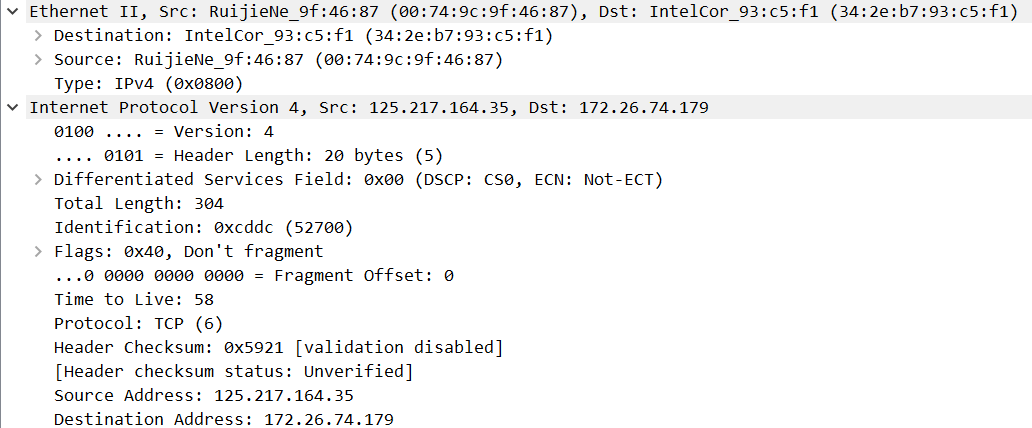 Ethernet II, Src: RuijieNe_9f:46:87 (00:74:9c:9f:46:87), Dst: IntelCor_93:c5:f1 (34:2e:b7:93:c5:f1)
Destination: IntelCor_93:c5:f1 (34:2e:b7:93:c5:f1)
Source: RuijieNe_9f:46:87 (00:74:9c:9f:46:87)
Type: IPv4 (0x0800)
Internet Protocol Version 4, Src: 125.217.164.35, Dst: 172.26.74.179
0100 .... = Version: 4
.... 0101 = Header Length: 20 bytes (5)
Differentiated Services Field: 0x00 (DSCP: CS0, ECN: Not-ECT)
Total Length: 304
Identification: 0xcddc (52700)
Flags: 0x40, Don't fragment
...0 0000 0000 0000 = Fragment Offset: 0
Time to Live: 58
Protocol: TCP (6)
Header Checksum: 0x5921 [validation disabled]
[Header checksum status: Unverified]
Source Address: 125.217.164.35
Destination Address: 172.26.74.179